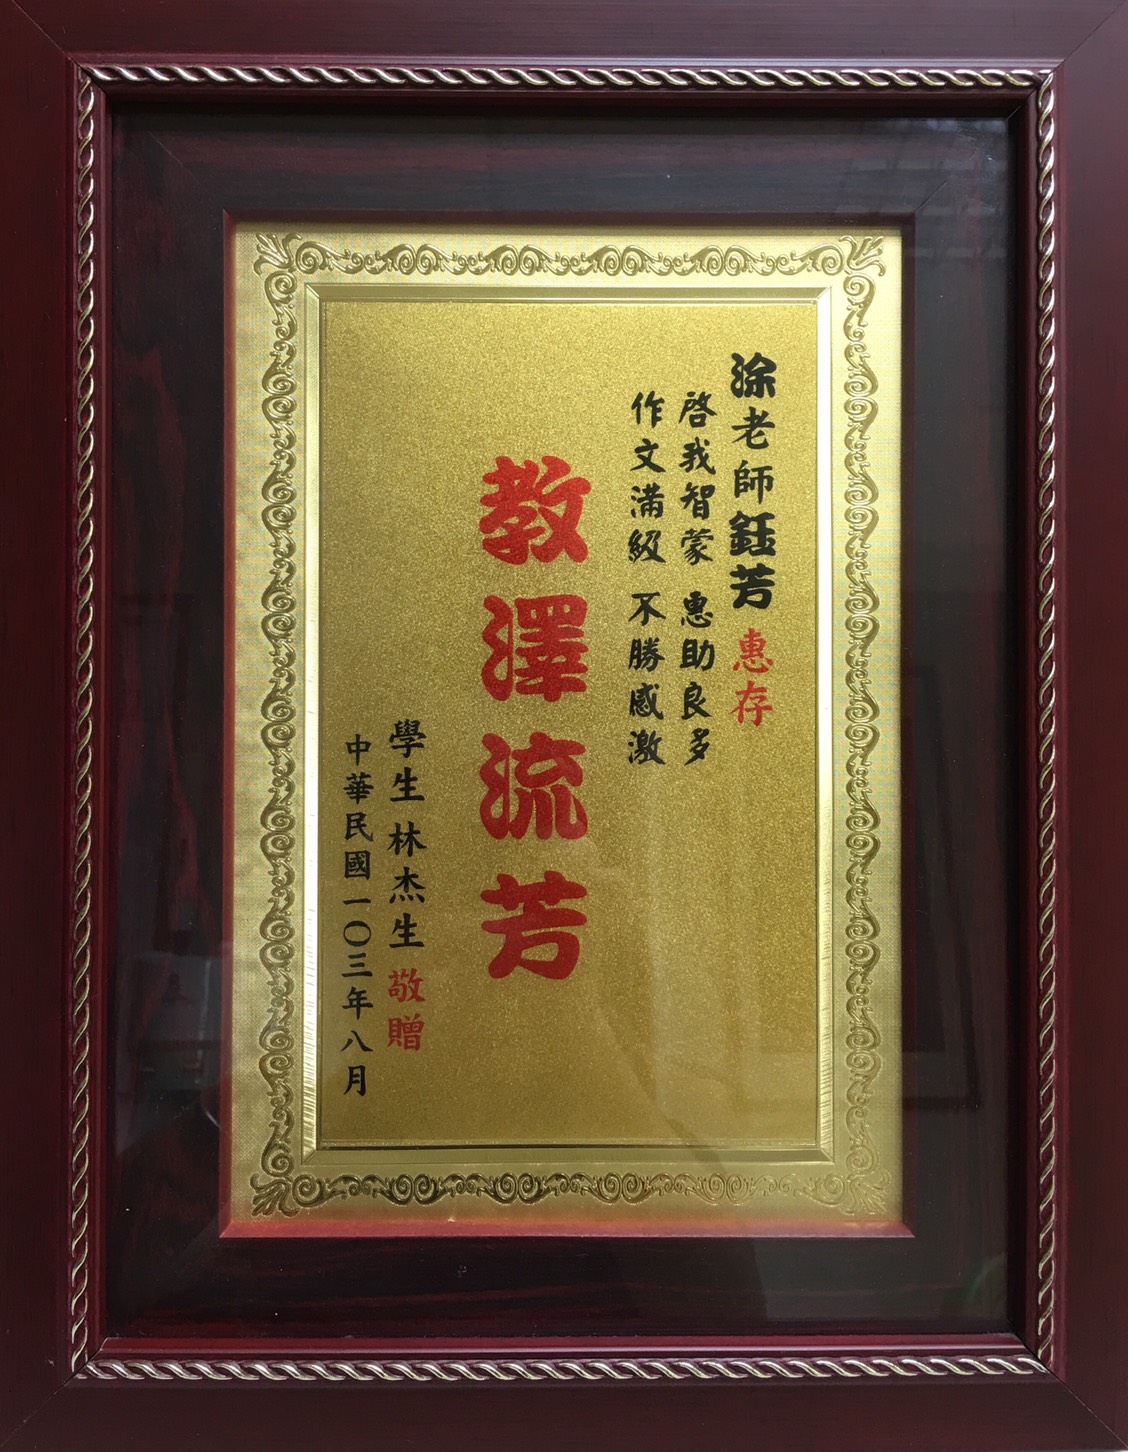 涂老師鈺芳惠存
啓我智蒙 惠助良多
作文滿級 不勝感激
教澤流芳
學生林杰生敬贈
中華民國一〇三年八月